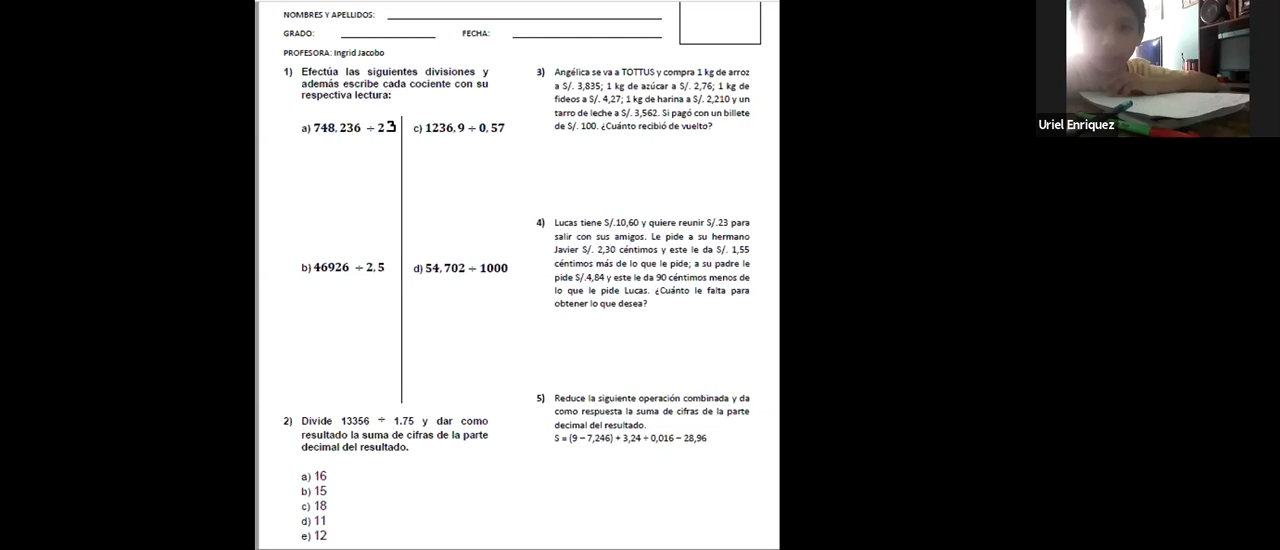 NOMBRES Y APELLIDOS:
GRADO: FECHA:
PROFESORA: Ingrid Jacobo
1) Efectúa las siguientes divisiones y
además escribe cada cociente con su
respectiva lectura:
a) 748,236 ÷ 23
c) 1236,9 ÷ 0,57
b) 46926 ÷ 2,5
d) 54,702 ÷ 1000
2) Divide 13356 ÷ 1.75 y dar como
resultado la suma de cifras de la parte
decimal del resultado.
a) 16
b) 15
c) 18
d) 11
e) 12
3) Angélica se va a TOTTUS y compra 1 kg de arroz
a S/. 3,835; 1 kg de azúcar a S/. 2,76; 1 kg de
fideos a S/. 4,27; 1 kg de harina a S/. 2,210 y un
tarro de leche a S/. 3,562. Si pagó con un billete
de S/. 100. ¿Cuánto recibió de vuelto?
4) Lucas tiene S/.10,60 y quiere reunir S/.23 para
salir con sus amigos. Le pide a su hermano
Javier S/. 2,30 céntimos y este le da S/. 1,55
céntimos más de lo que le pide; a su padre le
pide S/.4,84 y este le da 90 céntimos menos de
lo que le pide Lucas. ¿Cuánto le falta para
obtener lo que desea?
5) Reduce la siguiente operación combinada y da
como respuesta la suma de cifras de la parte
decimal del resultado.
S = (9 – 7,246) + 3,24 ÷ 0,016 – 28,96
Uriel Enriquez